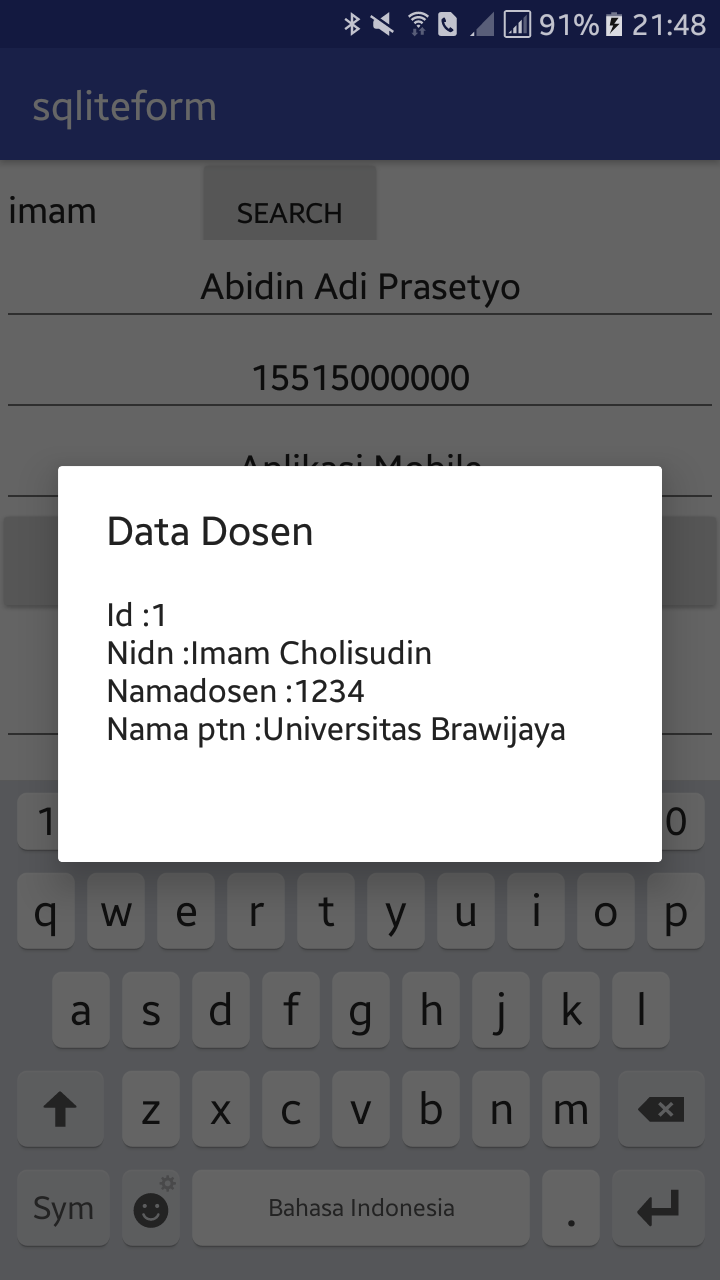 91% 21:48
sqliteform
imam SEARCH
Abidin Adi Prasetyo
15515000000
Aplikasi Mobile
Data Dosen
Id :1
Nidn :Imam Cholisudin
Namadosen :1234
Nama ptn :Universitas Brawijaya
1 0
q w e r t y u i o p
a s d f g h j k l
z x c v b n m
Sym Bahasa Indonesia .